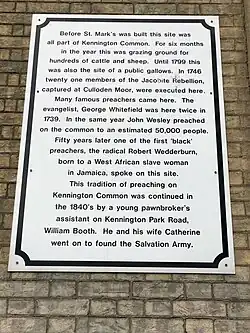 Before St. Mark's was built this site was
all part of Kennington Common. For six months
in the year this was grazing ground for
hundreds of cattle and sheep. Until 1799 this
was also the site of a public gallows. In 1746
twenty one members of the Jacobite Rebellion,
captured at Culloden Moor, were executed here.
Many famous preachers came here. The
evangelist, George Whitefield was here twice in
1739. In the same year John Wesley preached
on the common to an estimated 50,000 people.
Fifty years later one of the first 'black'
preachers, the radical Robert Wedderburn,
born to a West African slave woman
in Jamaica, spoke on this site.
This tradition of preaching on
Kennington Common was continued in
the 1840's by a young pawnbroker's
assistant on Kennington Park Road,
William Booth. He and his wife Catherine
went on to found the Salvation Army.